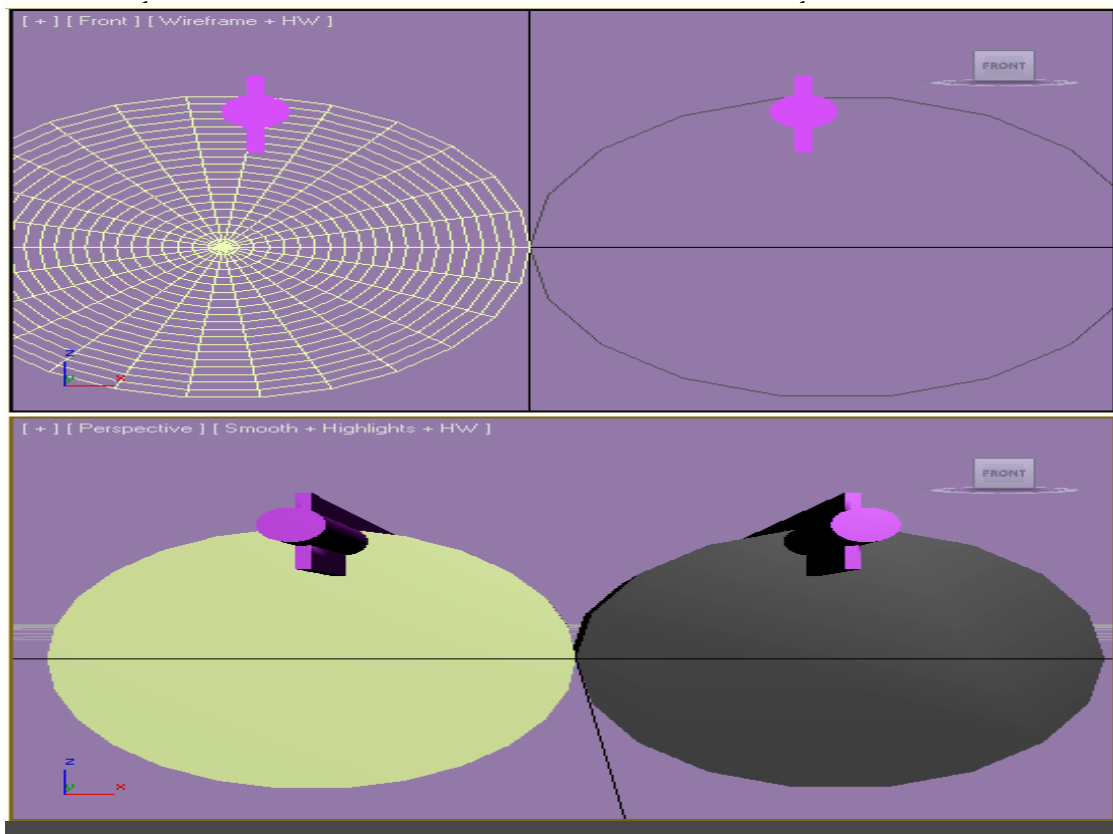 [ + ] [ Front ] [ Wireframe + HW ]
FRONT
z
y x
[ + ] [ Perspective ] [ Smooth + Highlights + HW ]
FRONT
z
y x